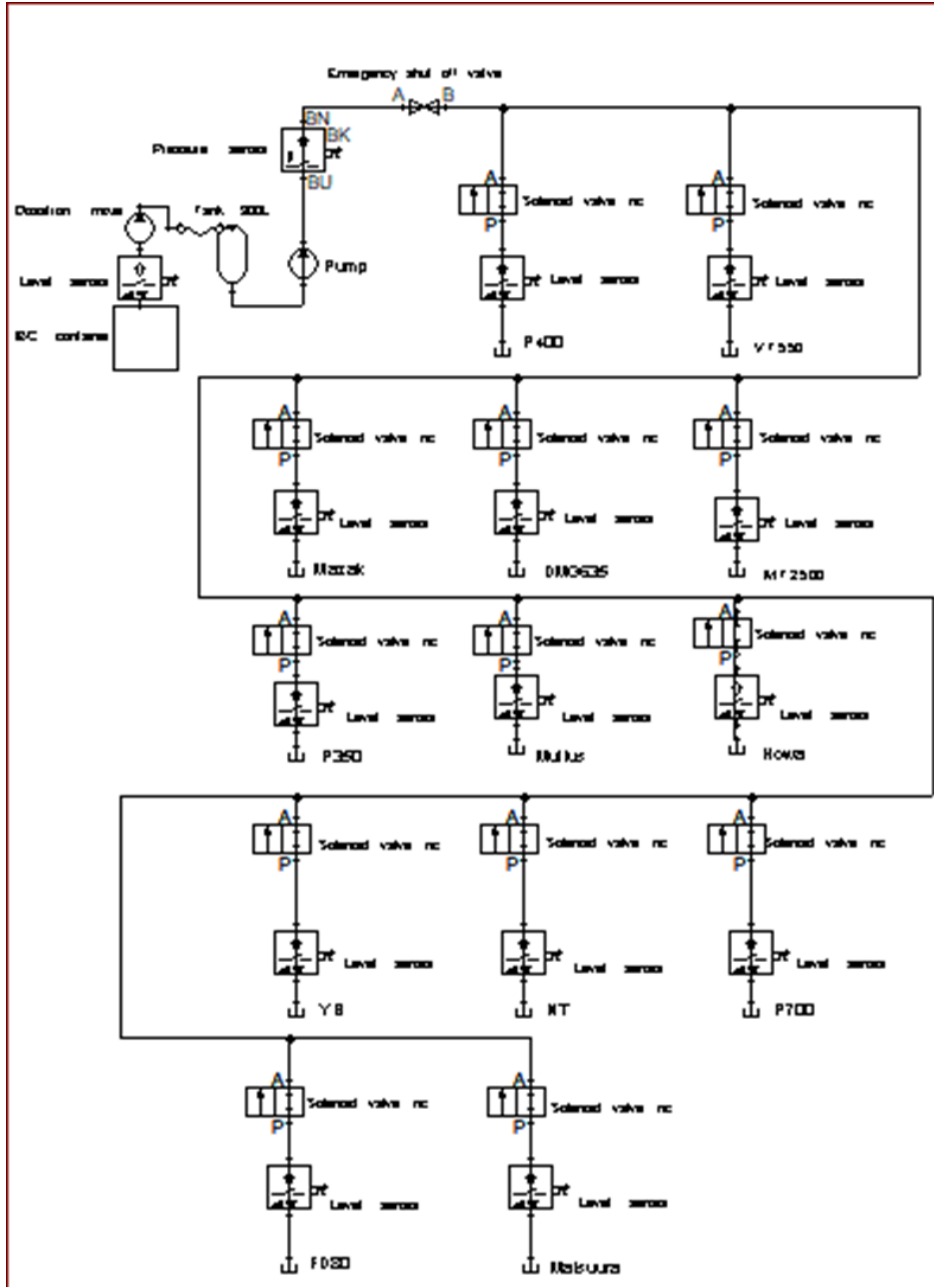 Emergency shut off valve
A B
BN
BK
Pressure sensor
BU
Tank
Pump
Level sensor
IBC container
A
Solenoid valve nc
P
Level sensor
P400
A
Solenoid valve nc
P
Level sensor
A
Solenoid valve nc
P
Level sensor
Mazak
A
Solenoid valve nc
P
Level sensor
A
Solenoid valve nc
P
Level sensor
A
Solenoid valve nc
P
Level sensor
P350
A
Solenoid valve nc
P
Level sensor
A
Solenoid valve nc
P
Level sensor
Howa
A
Solenoid valve nc
P
Level sensor
A
Solenoid valve nc
P
Level sensor
A
Solenoid valve nc
P
Level sensor
P700
A
Solenoid valve nc
P
Level sensor
A
Solenoid valve nc
P
Level sensor
Matsuura